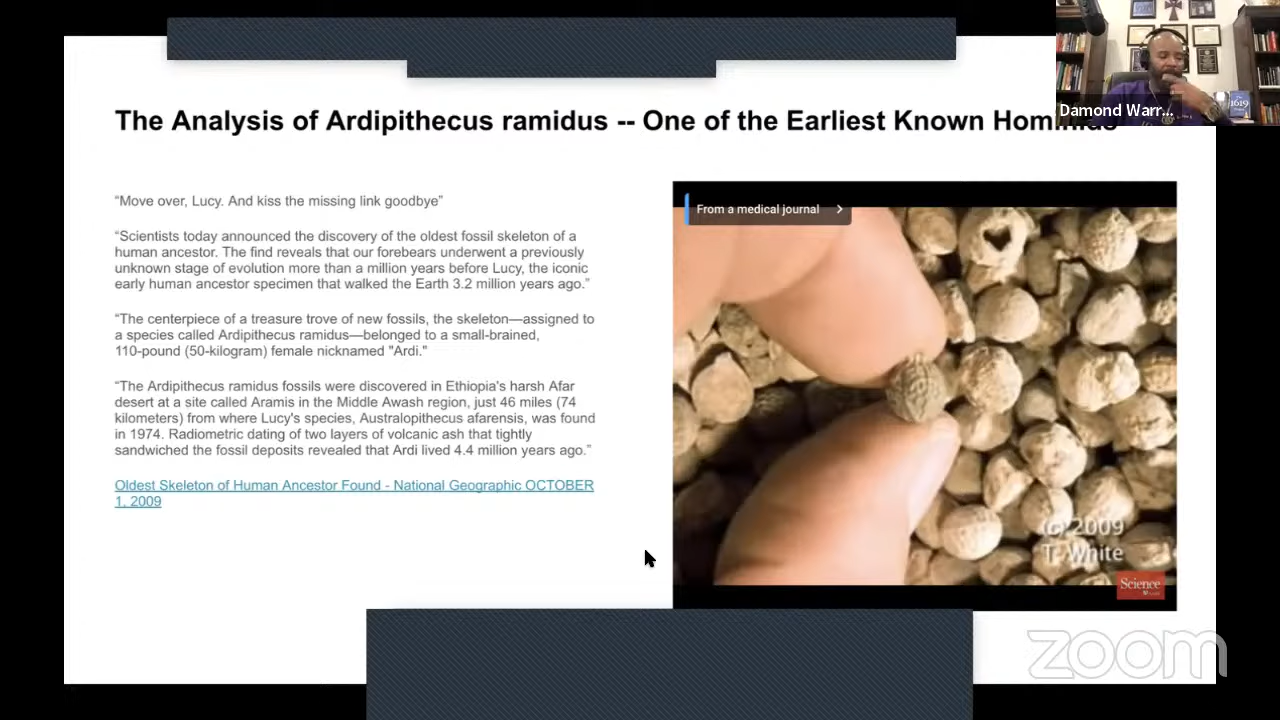 The Analysis of Ardipithecus ramidus -- One of the Earliest Known Hominids
Damond Warr...
1619
“Move over, Lucy. And kiss the missing link goodbye”
“Scientists today announced the discovery of the oldest fossil skeleton of a
human ancestor. The find reveals that our forebears underwent a previously
unknown stage of evolution more than a million years before Lucy, the iconic
early human ancestor specimen that walked the Earth 3.2 million years ago.”
“The centerpiece of a treasure trove of new fossils, the skeleton—assigned to
a species called Ardipithecus ramidus—belonged to a small-brained,
110-pound (50-kilogram) female nicknamed "Ardi."
“The Ardipithecus ramidus fossils were discovered in Ethiopia's harsh Afar
desert at a site called Aramis in the Middle Awash region, just 46 miles (74
kilometers) from where Lucy's species, Australopithecus afarensis, was found
in 1974. Radiometric dating of two layers of volcanic ash that tightly
sandwiched the fossil deposits revealed that Ardi lived 4.4 million years ago.”
Oldest Skeleton of Human Ancestor Found - National Geographic OCTOBER
1, 2009
From a medical journal
(c) 2009
T. White
Science
zoom